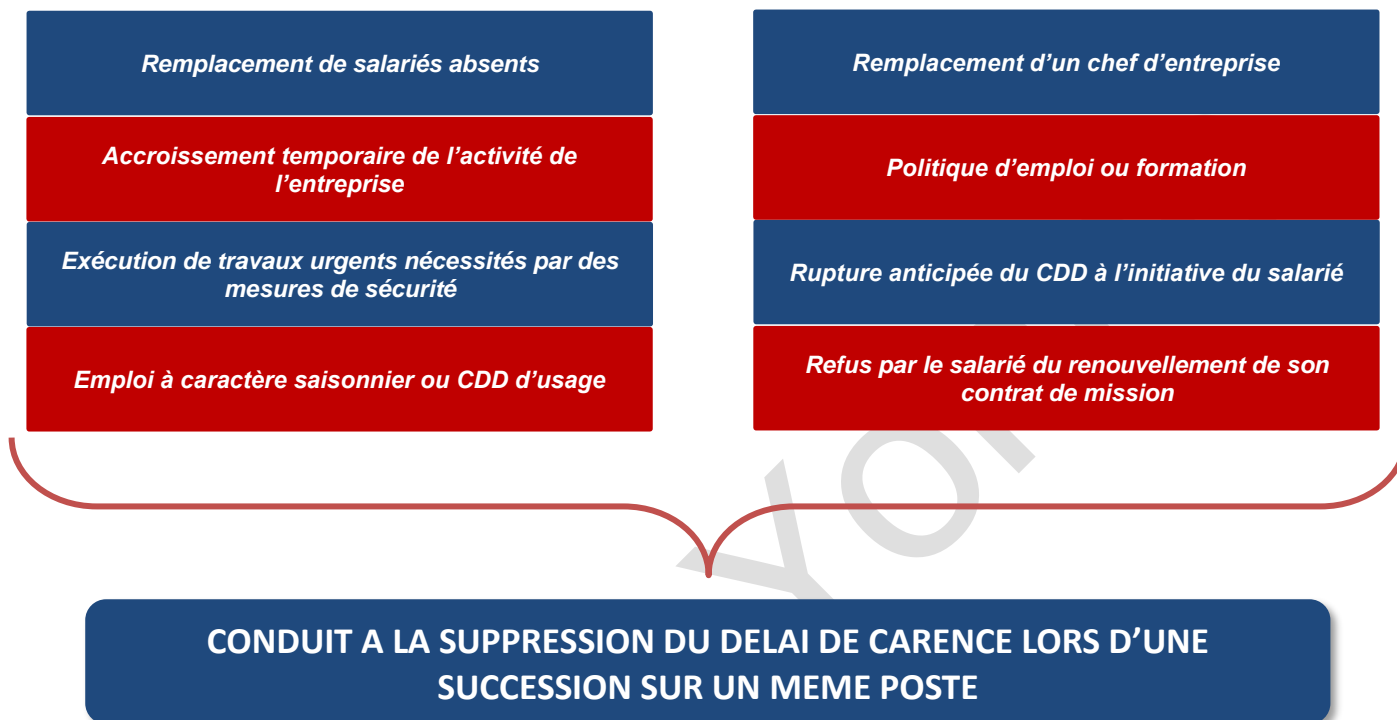 Remplacement de salariés absents
Accroissement temporaire de l’activité de
l’entreprise
Exécution de travaux urgents nécessités par des
mesures de sécurité
Emploi à caractère saisonnier ou CDD d’usage
Remplacement d’un chef d’entreprise
Politique d’emploi ou formation
Rupture anticipée du CDD à l’initiative du salarié
Refus par le salarié du renouvellement de son
contrat de mission
CONDUIT A LA SUPPRESSION DU DELAI DE CARENCE LORS D’UNE
SUCCESSION SUR UN MEME POSTE